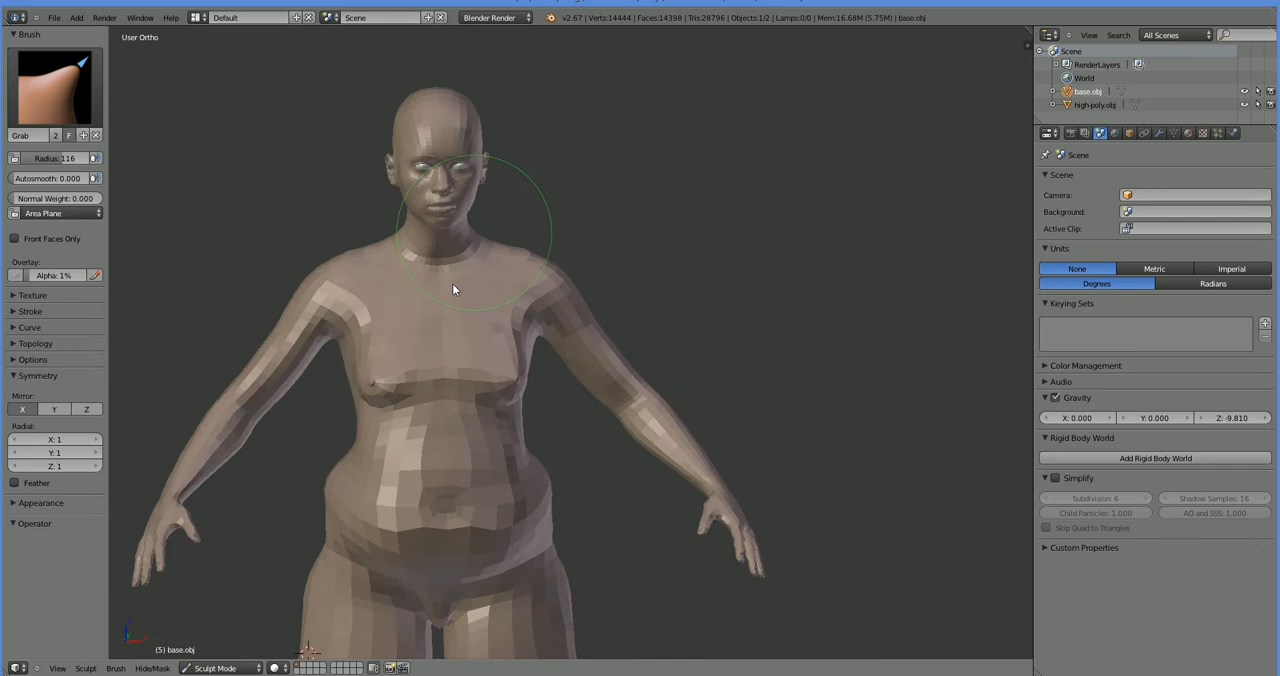 File Add Render Window Help Default Scene Blender Render v2.67 | Verts:14444 | Faces:14398 | Tris:28796 | Objects:1/2 | Lamps:0/0 | Mem:16.68M (5.75M) | base.obj
Brush
Grab 2 F
Radius: 116
Autosmooth: 0.000
Normal Weight: 0.000
Area Plane
Front Faces Only
Overlay:
Alpha: 1%
Texture
Stroke
Curve
Topology
Options
Symmetry
Mirror:
X Y Z
Radial:
X: 1
Y: 1
Z: 1
Feather
Appearance
Operator
User Ortho
(5) base.obj
View Sculpt Brush Hide/Mask Sculpt Mode
View Search All Scenes
Scene
RenderLayers |
World
base.obj |
high-poly.obj |
Scene
Scene
Camera:
Background:
Active Clip:
Units
None Metric Imperial
Degrees Radians
Keying Sets
Color Management
Audio
Gravity
X: 0.000 Y: 0.000 Z: -9.810
Rigid Body World
Add Rigid Body World
Simplify
Subdivision: 6 Shadow Samples: 16
Child Particles: 1.000 AO and SSS: 1.000
Skip Quad to Triangles
Custom Properties